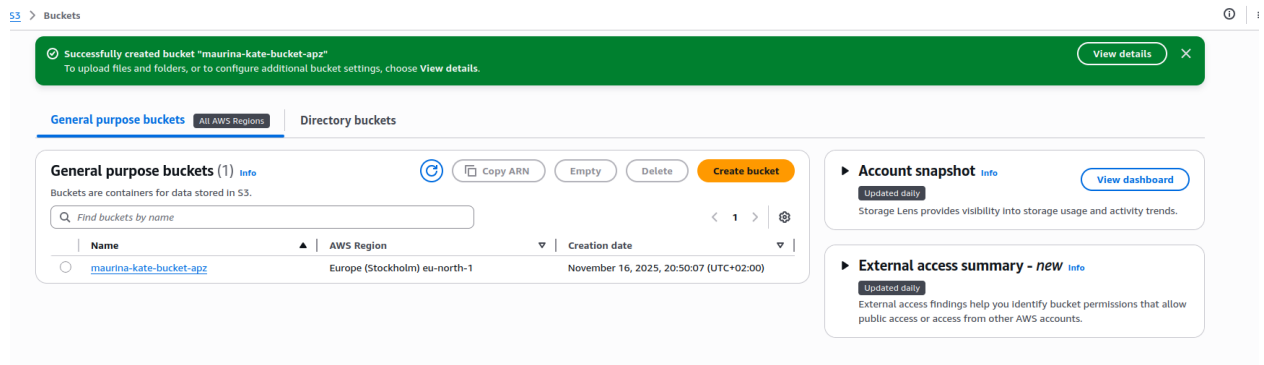 S3 > Buckets
Successfully created bucket "maurina-kate-bucket-apz"
To upload files and folders, or to configure additional bucket settings, choose View details.
View details
General purpose buckets All AWS Regions
Directory buckets
General purpose buckets (1) Info
Copy ARN
Empty
Delete
Create bucket
Buckets are containers for data stored in S3.
Find buckets by name
< 1 >
Name AWS Region Creation date
maurina-kate-bucket-apz Europe (Stockholm) eu-north-1 November 16, 2025, 20:50:07 (UTC+02:00)
Account snapshot Info
View dashboard
Updated daily
Storage Lens provides visibility into storage usage and activity trends.
External access summary - new Info
Updated daily
External access findings help you identify bucket permissions that allow
public access or access from other AWS accounts.